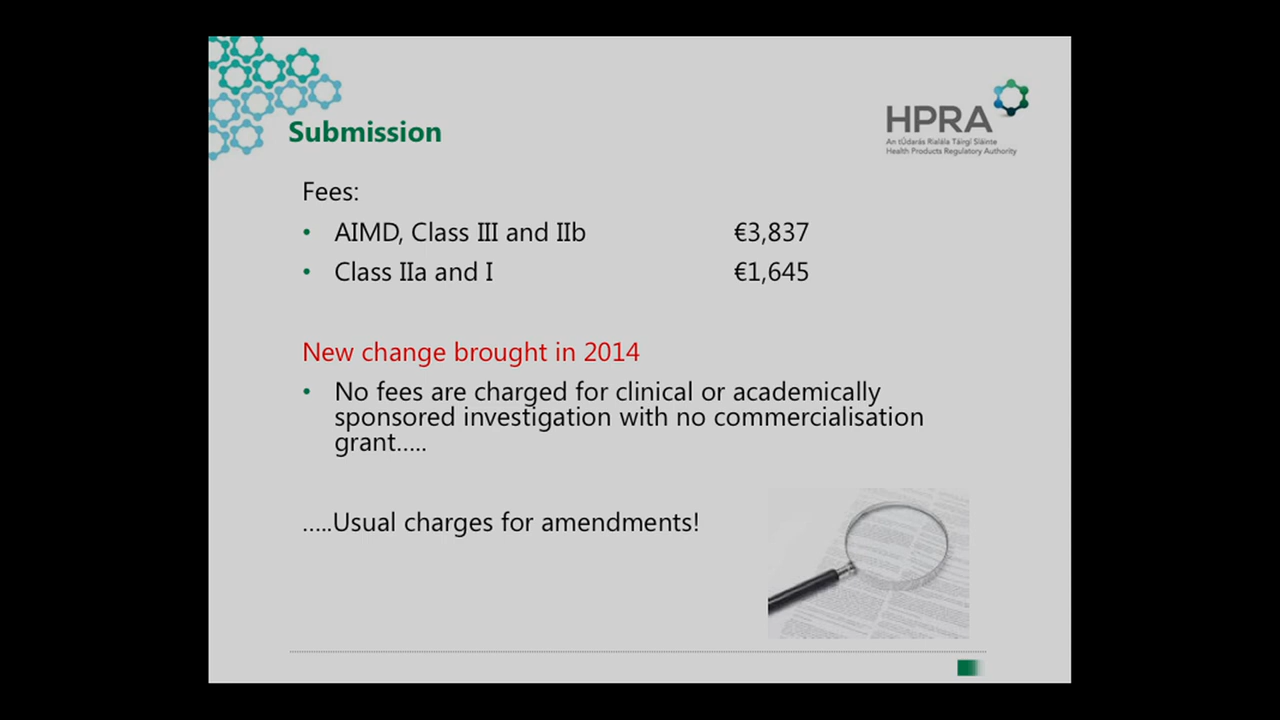 Submission
HPRA
An tÚdarás Rialála Táirgí Sláinte
Health Products Regulatory Authority
Fees:
• AIMD, Class III and IIb €3,837
• Class IIa and I €1,645
New change brought in 2014
• No fees are charged for clinical or academically
sponsored investigation with no commercialisation
grant.....
.....Usual charges for amendments!